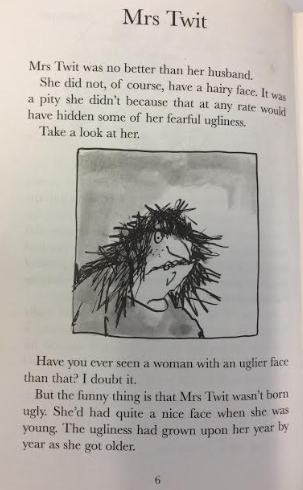 Mrs Twit
Mrs Twit was no better than her husband.
She did not, of course, have a hairy face. It was
a pity she didn't because that at any rate would
have hidden some of her fearful ugliness.
Take a look at her.
Have you ever seen a woman with an uglier face
than that? I doubt it.
But the funny thing is that Mrs Twit wasn't born
ugly. She'd had quite a nice face when she was
young. The ugliness had grown upon her year by
year as she got older.
6